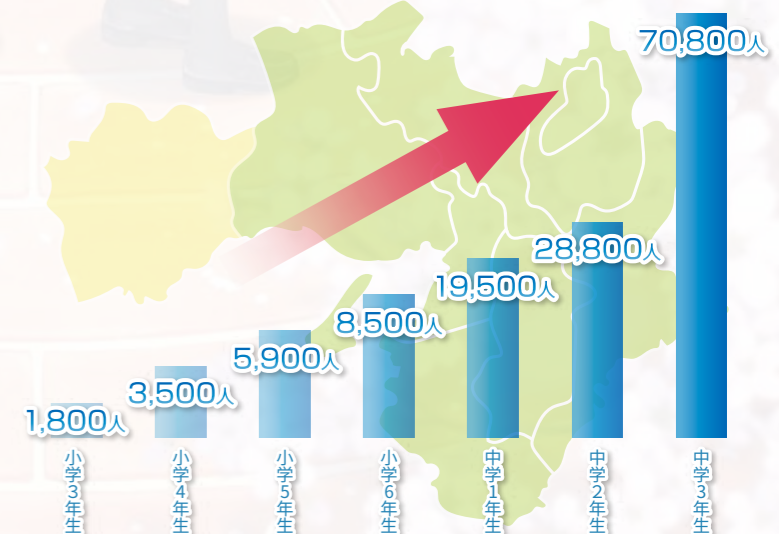 70,800人
28,800人
19,500人
8,500人
5,900人
3,500人
1,800人
小学3年生
小学4年生
小学5年生
小学6年生
中学1年生
中学2年生
中学3年生